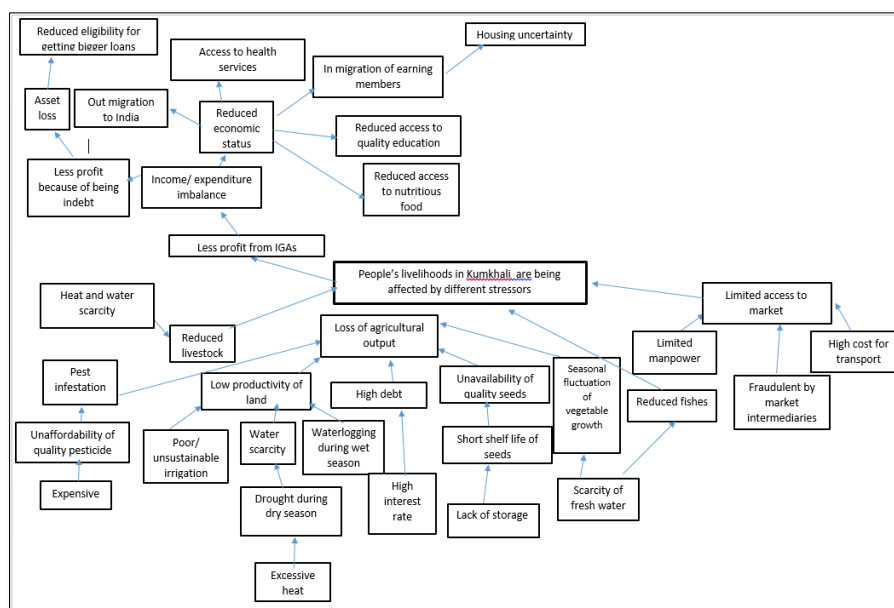 Reduced eligibility for
getting bigger loans
Access to health
services
Housing uncertainty
In migration of earning
members
Asset
loss
Out migration
to India
Reduced
economic
status
Reduced access to
quality education
Less profit
because of being
indebt
Income/ expenditure
imbalance
Reduced access
to nutritious
food
Less profit from IGAs
People's livelihoods in Kumkhali are being
affected by different stressors
Heat and water
scarcity
Limited access to
market
Reduced
livestock
Loss of agricultural
output
Limited
manpower
High cost for
transport
Pest
infestation
Low productivity of
land
High debt
Unavailability of
quality seeds
Seasonal
fluctuation
of
vegetable
growth
Reduced fishes
Fraudulent by
market
intermediaries
Unaffordability of
quality pesticide
Poor/
unsustainable
irrigation
Water
scarcity
Waterlogging
during wet
season
Short shelf life of
seeds
Expensive
Drought during
dry season
High
interest
rate
Lack of storage
Scarcity
of fresh water
Excessive
heat